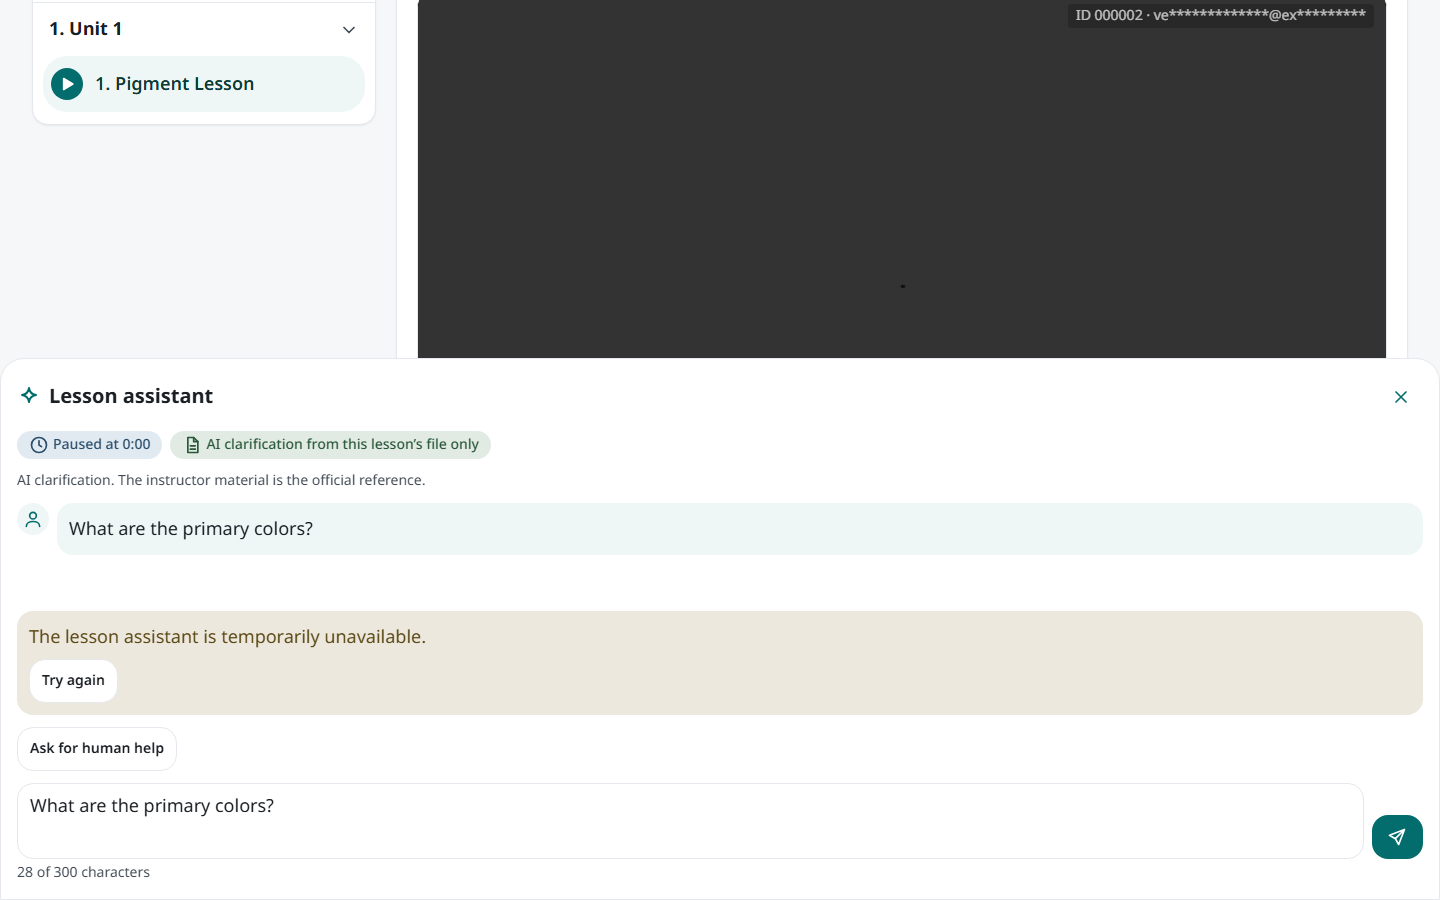 1. Unit 1
1. Pigment Lesson
ID 000002 · ve*************@ex*********
Lesson assistant
Paused at 0:00
AI clarification from this lesson’s file only
AI clarification. The instructor material is the official reference.
What are the primary colors?
The lesson assistant is temporarily unavailable.
Try again
Ask for human help
What are the primary colors?
28 of 300 characters